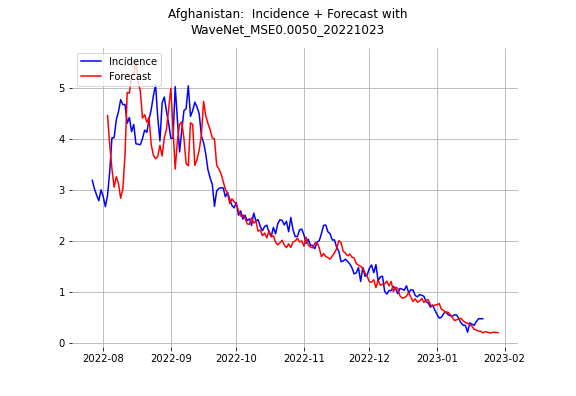 Afghanistan:  Incidence + Forecast with
WaveNet_MSE0.0050_20221023
Incidence
Forecast
5
4
3
2
1
0
2022-08 2022-09 2022-10 2022-11 2022-12 2023-01 2023-02